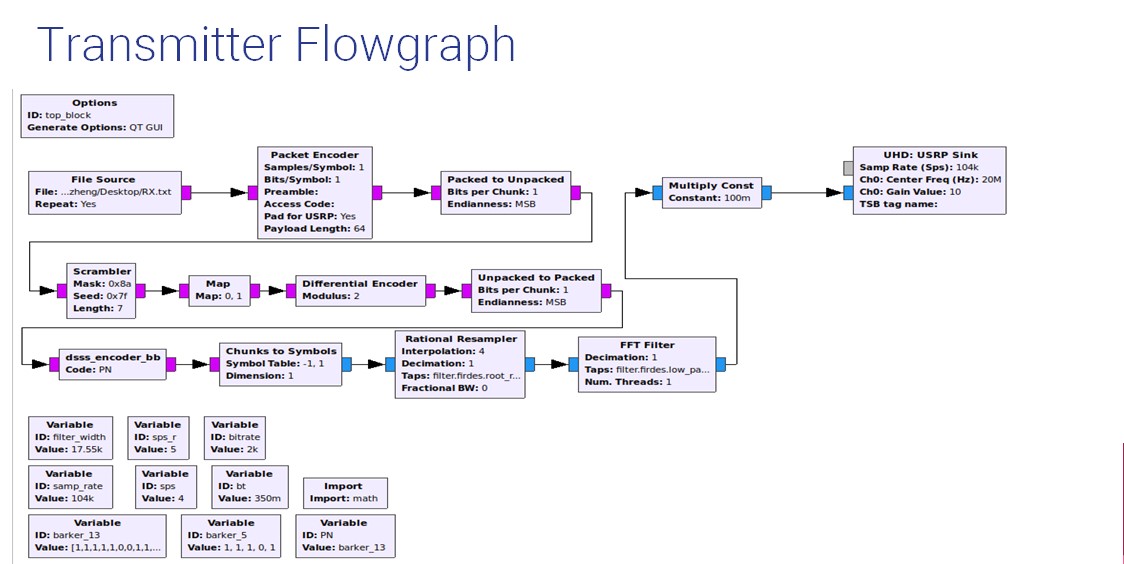 Transmitter Flowgraph
Options
ID: top_block
Generate Options: QT GUI
File Source
File: ...zheng/Desktop/RX.txt
Repeat: Yes
Packet Encoder
Samples/Symbol: 1
Bits/Symbol: 1
Preamble:
Access Code:
Pad for USRP: Yes
Payload Length: 64
Packed to Unpacked
Bits per Chunk: 1
Endianness: MSB
Multiply Const
Constant: 100m
UHD: USRP Sink
Samp Rate (Sps): 104k
Ch0: Center Freq (Hz): 20M
Ch0: Gain Value: 10
TSB tag name:
Scrambler
Mask: 0x8a
Seed: 0x7f
Length: 7
Map
Map: 0, 1
Differential Encoder
Modulus: 2
Unpacked to Packed
Bits per Chunk: 1
Endianness: MSB
dsss_encoder_bb
Code: PN
Chunks to Symbols
Symbol Table: -1, 1
Dimension: 1
Rational Resampler
Interpolation: 4
Decimation: 1
Taps: filter.firdes.root_r...
Fractional BW: 0
FFT Filter
Decimation: 1
Taps: filter.firdes.low_pa...
Num. Threads: 1
Variable
ID: filter_width
Value: 17.55k
Variable
ID: sps_r
Value: 5
Variable
ID: bitrate
Value: 2k
Variable
ID: samp_rate
Value: 104k
Variable
ID: sps
Value: 4
Variable
ID: bt
Value: 350m
Import
Import: math
Variable
ID: barker_13
Value: [1,1,1,1,1,0,0,1,1,...
Variable
ID: barker_5
Value: 1, 1, 1, 0, 1
Variable
ID: PN
Value: barker_13